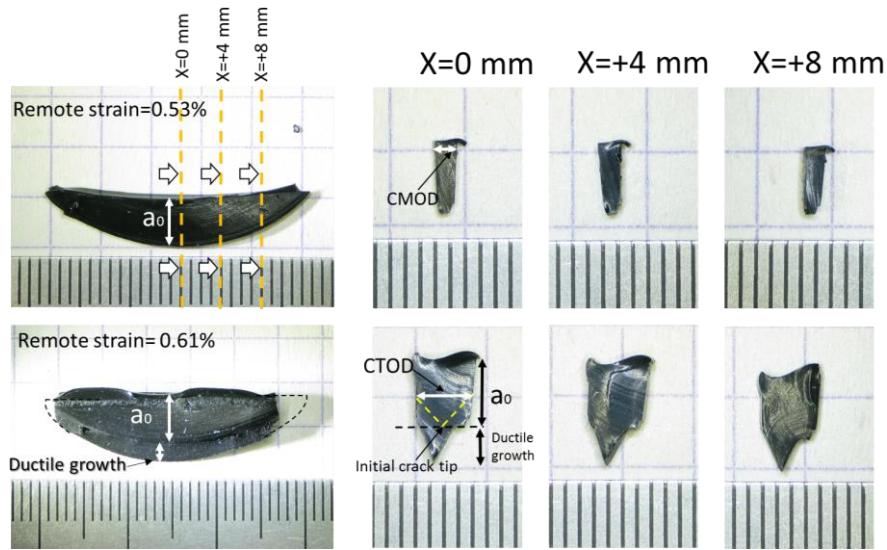 X=0 mm
X=+4 mm
X=+8 mm
X=0 mm
X=+4 mm
X=+8 mm
Remote strain=0.53%
a₀
CMOD
Remote strain= 0.61%
a₀
Ductile growth
CTOD
a₀
Ductile
growth
Initial crack tip